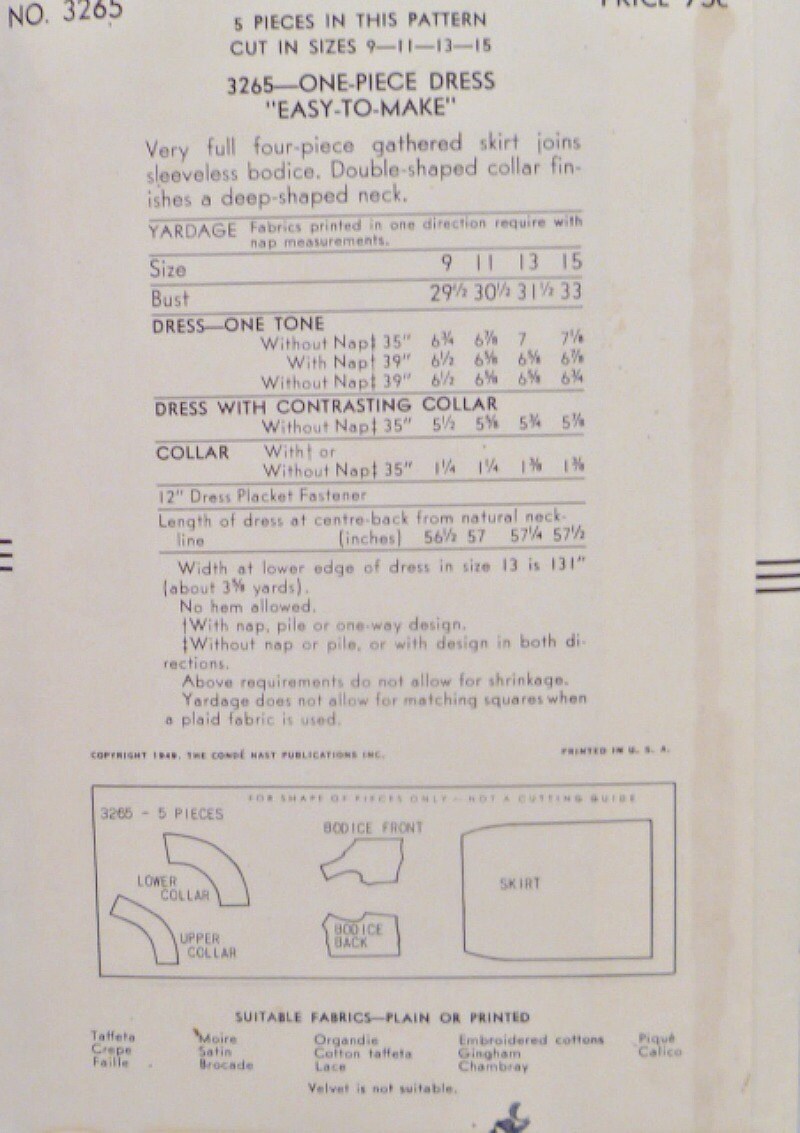 NO. 3265
PRICE 75c
5 PIECES IN THIS PATTERN
CUT IN SIZES 9—11—13—15
3265—ONE-PIECE DRESS
"EASY-TO-MAKE"
Very full four-piece gathered skirt joins
sleeveless bodice. Double-shaped collar fin-
ishes a deep-shaped neck.
YARDAGE Fabrics printed in one direction require with
nap measurements.
Size 9 11 13 15
Bust 29½ 30½ 31½ 33
DRESS—ONE TONE
Without Nap‡ 35" 6¾ 6⅞ 7 7⅛
With Nap† 39" 6½ 6⅝ 6⅝ 6⅞
Without Nap‡ 39" 6½ 6⅝ 6⅝ 6¾
DRESS WITH CONTRASTING COLLAR
Without Nap‡ 35" 5½ 5⅝ 5¾ 5⅞
COLLAR With† or
Without Nap‡ 35" 1¼ 1¼ 1⅜ 1⅜
12" Dress Placket Fastener
Length of dress at centre-back from natural neck-
line (inches) 56½ 57 57¼ 57½
Width at lower edge of dress in size 13 is 131"
(about 3⅝ yards).
No hem allowed.
†With nap, pile or one-way design.
‡Without nap or pile, or with design in both di-
rections.
Above requirements do not allow for shrinkage.
Yardage does not allow for matching squares when
a plaid fabric is used.
COPYRIGHT 1949, THE CONDÉ NAST PUBLICATIONS INC.
PRINTED IN U. S. A.
FOR SHAPE OF PIECES ONLY - NOT A CUTTING GUIDE
3265 - 5 PIECES
BODICE FRONT
LOWER
COLLAR
SKIRT
UPPER
COLLAR
BODICE
BACK
SUITABLE FABRICS—PLAIN OR PRINTED
Taffeta Moire Organdie Embroidered cottons Piqué
Crepe Satin Cotton taffeta Gingham Calico
Faille Brocade Lace Chambray
Velvet is not suitable.